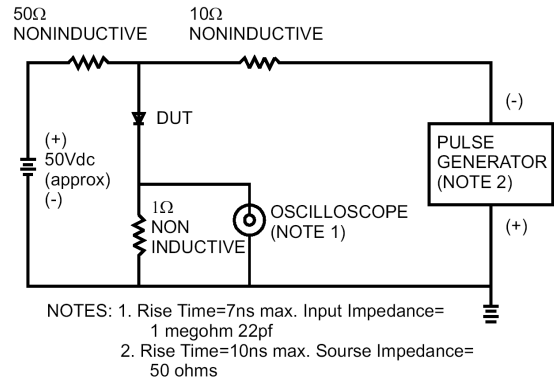 50Ω
NONINDUCTIVE
10Ω
NONINDUCTIVE
(-)
DUT
(+)
50Vdc
(approx)
(-)
PULSE
GENERATOR
(NOTE 2)
1Ω
NON
INDUCTIVE
OSCILLOSCOPE
(NOTE 1)
(+)
NOTES: 1. Rise Time=7ns max. Input Impedance=
1 megohm 22pf
2. Rise Time=10ns max. Sourse Impedance=
50 ohms